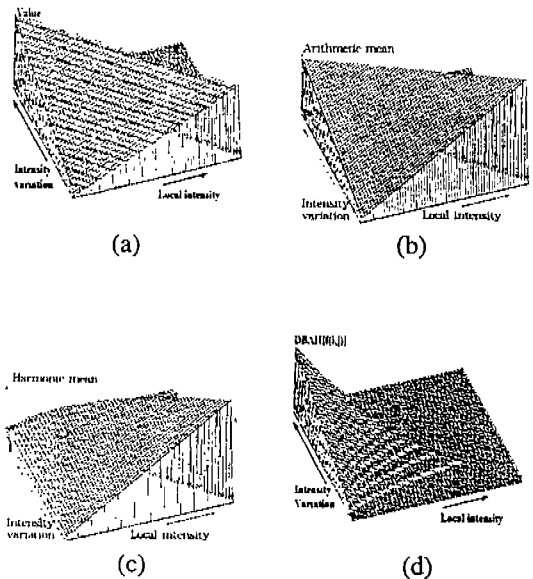 Value
Intensity
variation
Local intensity
(a)
Arithmetic mean
Intensity
variation
Local intensity
(b)
Harmonic mean
Intensity
variation
Local intensity
(c)
Intensity
Variation
Local intensity
(d)